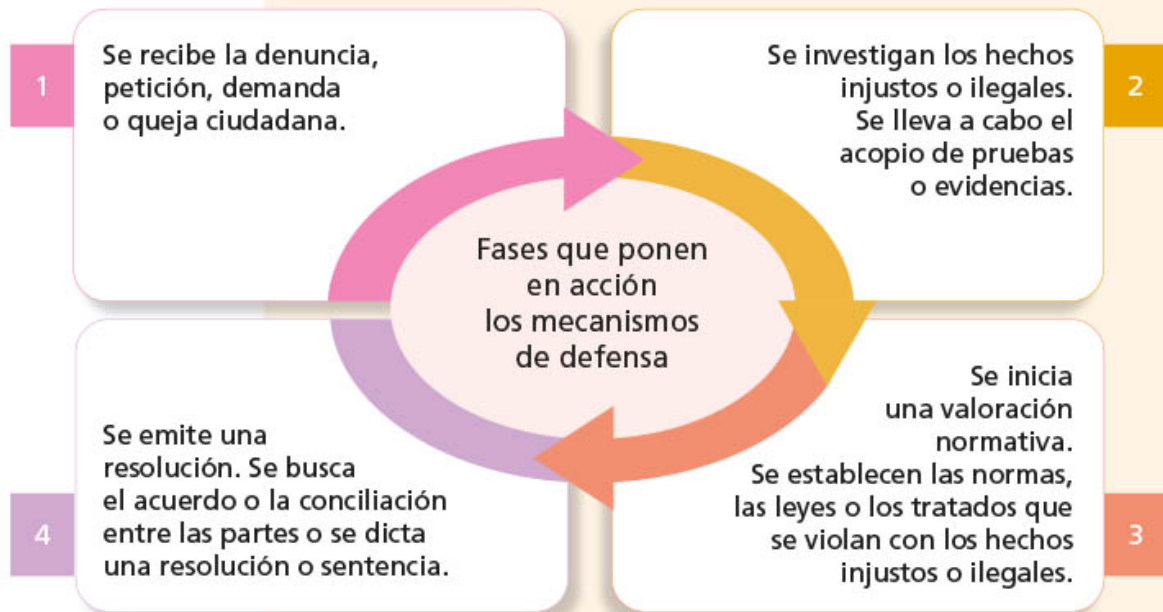 1
Se recibe la denuncia,
petición, demanda
o queja ciudadana.
Se investigan los hechos
injustos o ilegales.
Se lleva a cabo el
acopio de pruebas
o evidencias.
2
Fases que ponen
en acción
los mecanismos
de defensa
Se inicia
una valoración
normativa.
Se establecen las normas,
las leyes o los tratados que
se violan con los hechos
injustos o ilegales.
3
4
Se emite una
resolución. Se busca
el acuerdo o la conciliación
entre las partes o se dicta
una resolución o sentencia.